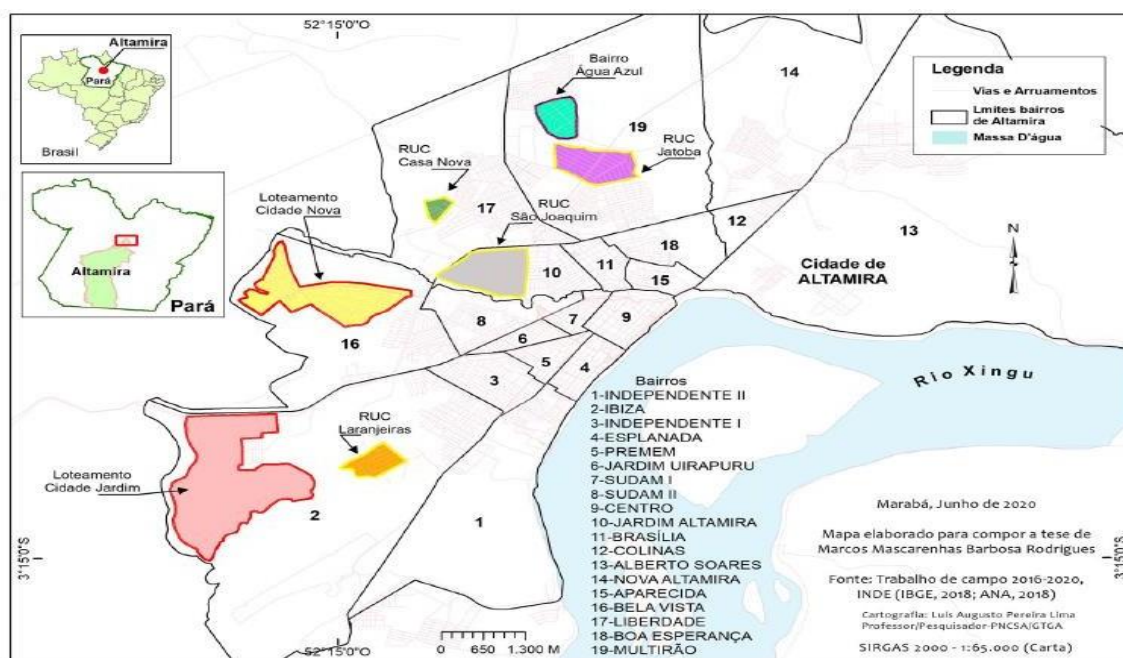 52°15'0"O
Altamira
Pará
Brasil
Altamira
Pará
Bairro
Água Azul
14
19
RUC
Jatoba
RUC
Casa Nova
Loteamento
Cidade Nova
17
RUC
São Joaquim
12
18
13
11
10
15
Cidade de
ALTAMIRA
N
Legenda
Vias e Arruamentos
Lmites bairros
de Altamira
Massa D'água
16
8
7
9
6
5
4
3
Rio Xingu
RUC
Laranjeiras
Loteamento
Cidade Jardim
2
1
Bairros
1-INDEPENDENTE II
2-IBIZA
3-INDEPENDENTE I
4-ESPLANADA
5-PREMEM
6-JARDIM UIRAPURU
7-SUDAM I
8-SUDAM II
9-CENTRO
10-JARDIM ALTAMIRA
11-BRASÍLIA
12-COLINAS
13-ALBERTO SOARES
14-NOVA ALTAMIRA
15-APARECIDA
16-BELA VISTA
17-LIBERDADE
18-BOA ESPERANÇA
19-MULTIRÃO
Marabá, Junho de 2020
Mapa elaborado para compor a tese de
Marcos Mascarenhas Barbosa Rodrigues
Fonte: Trabalho de campo 2016-2020,
INDE (IBGE, 2018; ANA, 2018)
Cartografia: Luis Augusto Pereira Lima
Professor/Pesquisador-PNCSA/GTGA
SIRGAS 2000 - 1:65.000 (Carta)
3°15'0"S
3°15'0"S
52°15'0"O
0 650 1.300 M